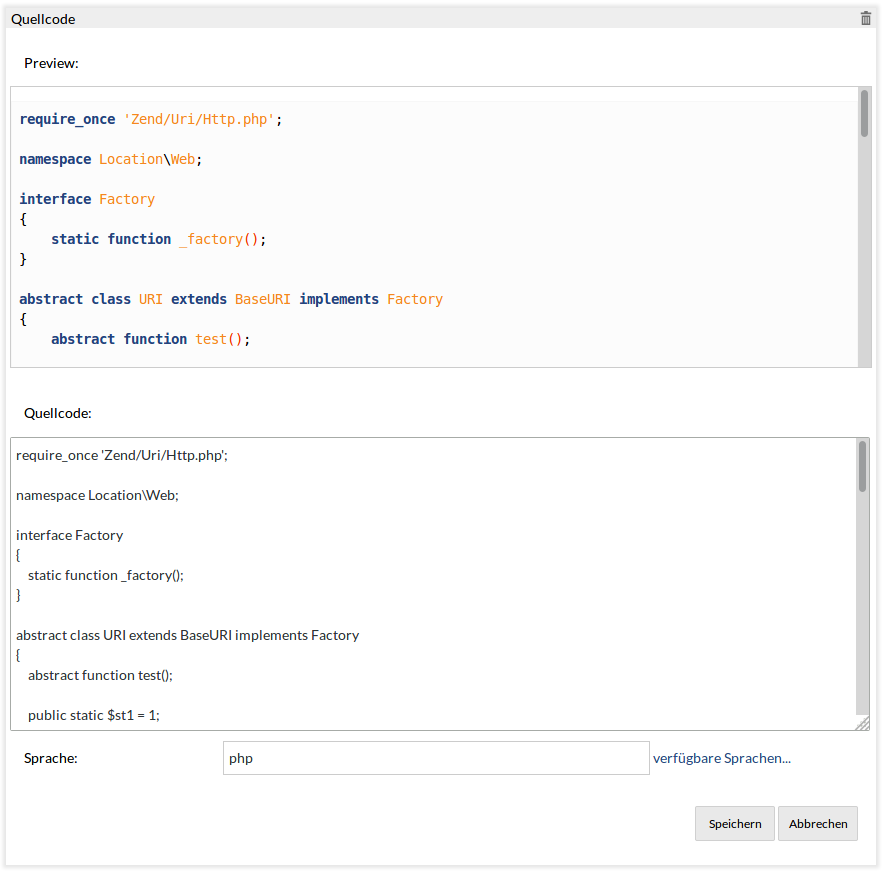 Quellcode
Preview:
require_once 'Zend/Uri/Http.php';
namespace Location\Web;
interface Factory
{
    static function _factory();
}
abstract class URI extends BaseURI implements Factory
{
    abstract function test();
Quellcode:
require_once 'Zend/Uri/Http.php';
namespace Location\Web;
interface Factory
{
    static function _factory();
}
abstract class URI extends BaseURI implements Factory
{
    abstract function test();
    public static $st1 = 1;
Sprache: php verfügbare Sprachen...
Speichern Abbrechen